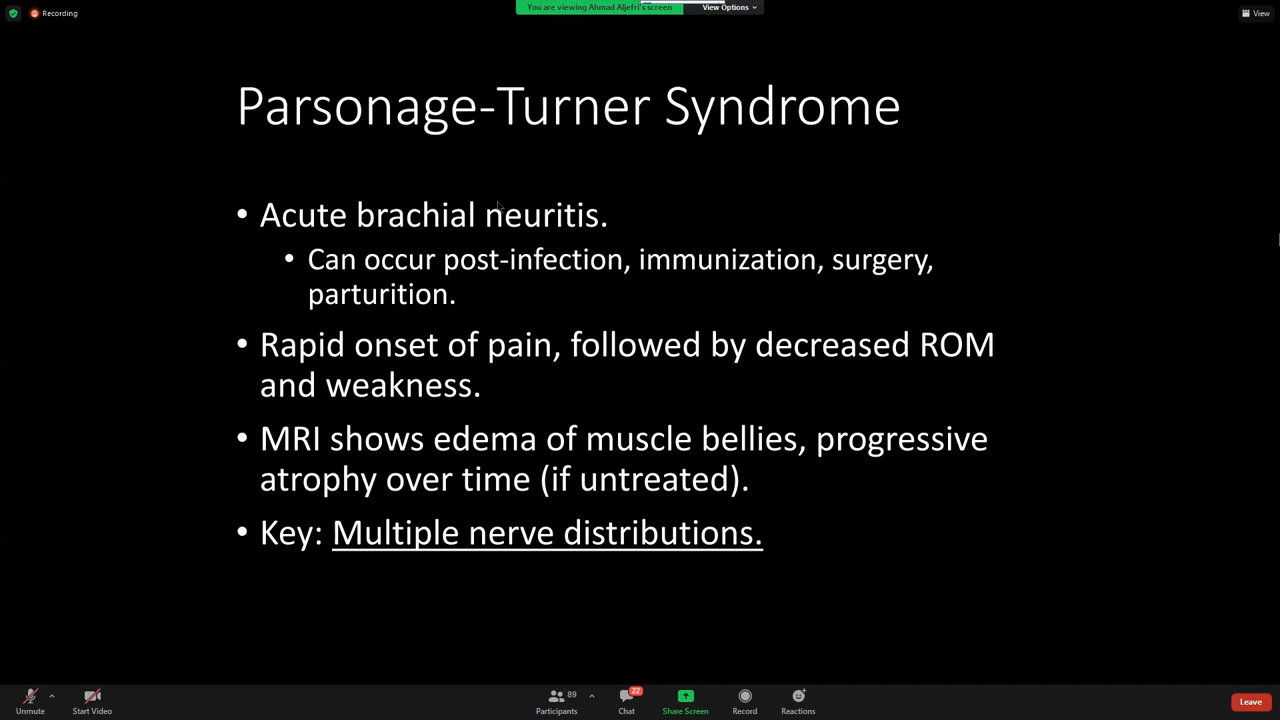 Recording
You are viewing Ahmad Aljefri's screen
View Options
View
Parsonage-Turner Syndrome
• Acute brachial neuritis.
• Can occur post-infection, immunization, surgery,
parturition.
• Rapid onset of pain, followed by decreased ROM
and weakness.
• MRI shows edema of muscle bellies, progressive
atrophy over time (if untreated).
• Key: Multiple nerve distributions.
Unmute
Start Video
89
Participants
22
Chat
Share Screen
Record
Reactions
Leave